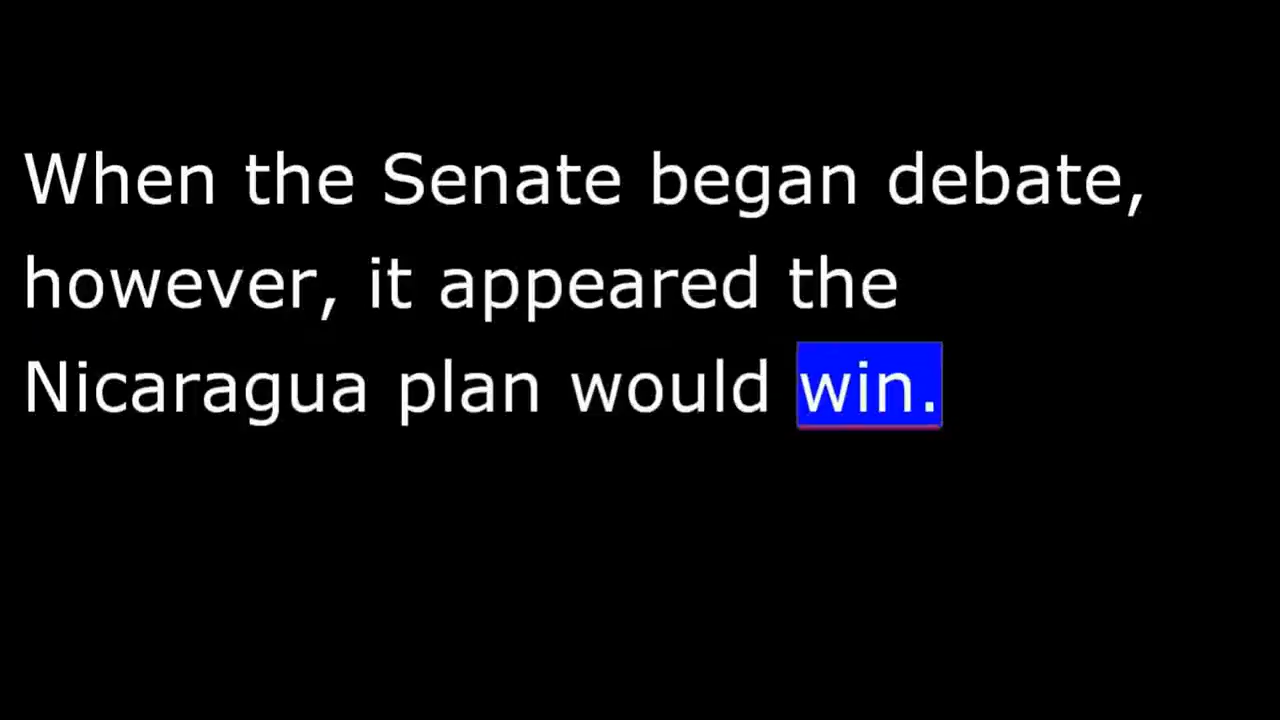 When the Senate began debate,
however, it appeared the
Nicaragua plan would win.